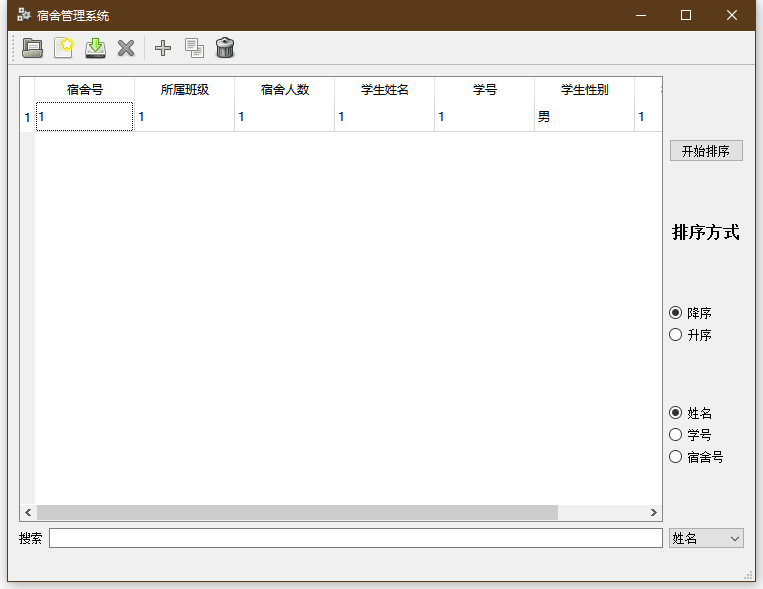 宿舍管理系统
宿舍号 所属班级 宿舍人数 学生姓名 学号 学生性别
1 1 1 1 1 1 男 1
开始排序
排序方式
降序
升序
姓名
学号
宿舍号
搜索 姓名